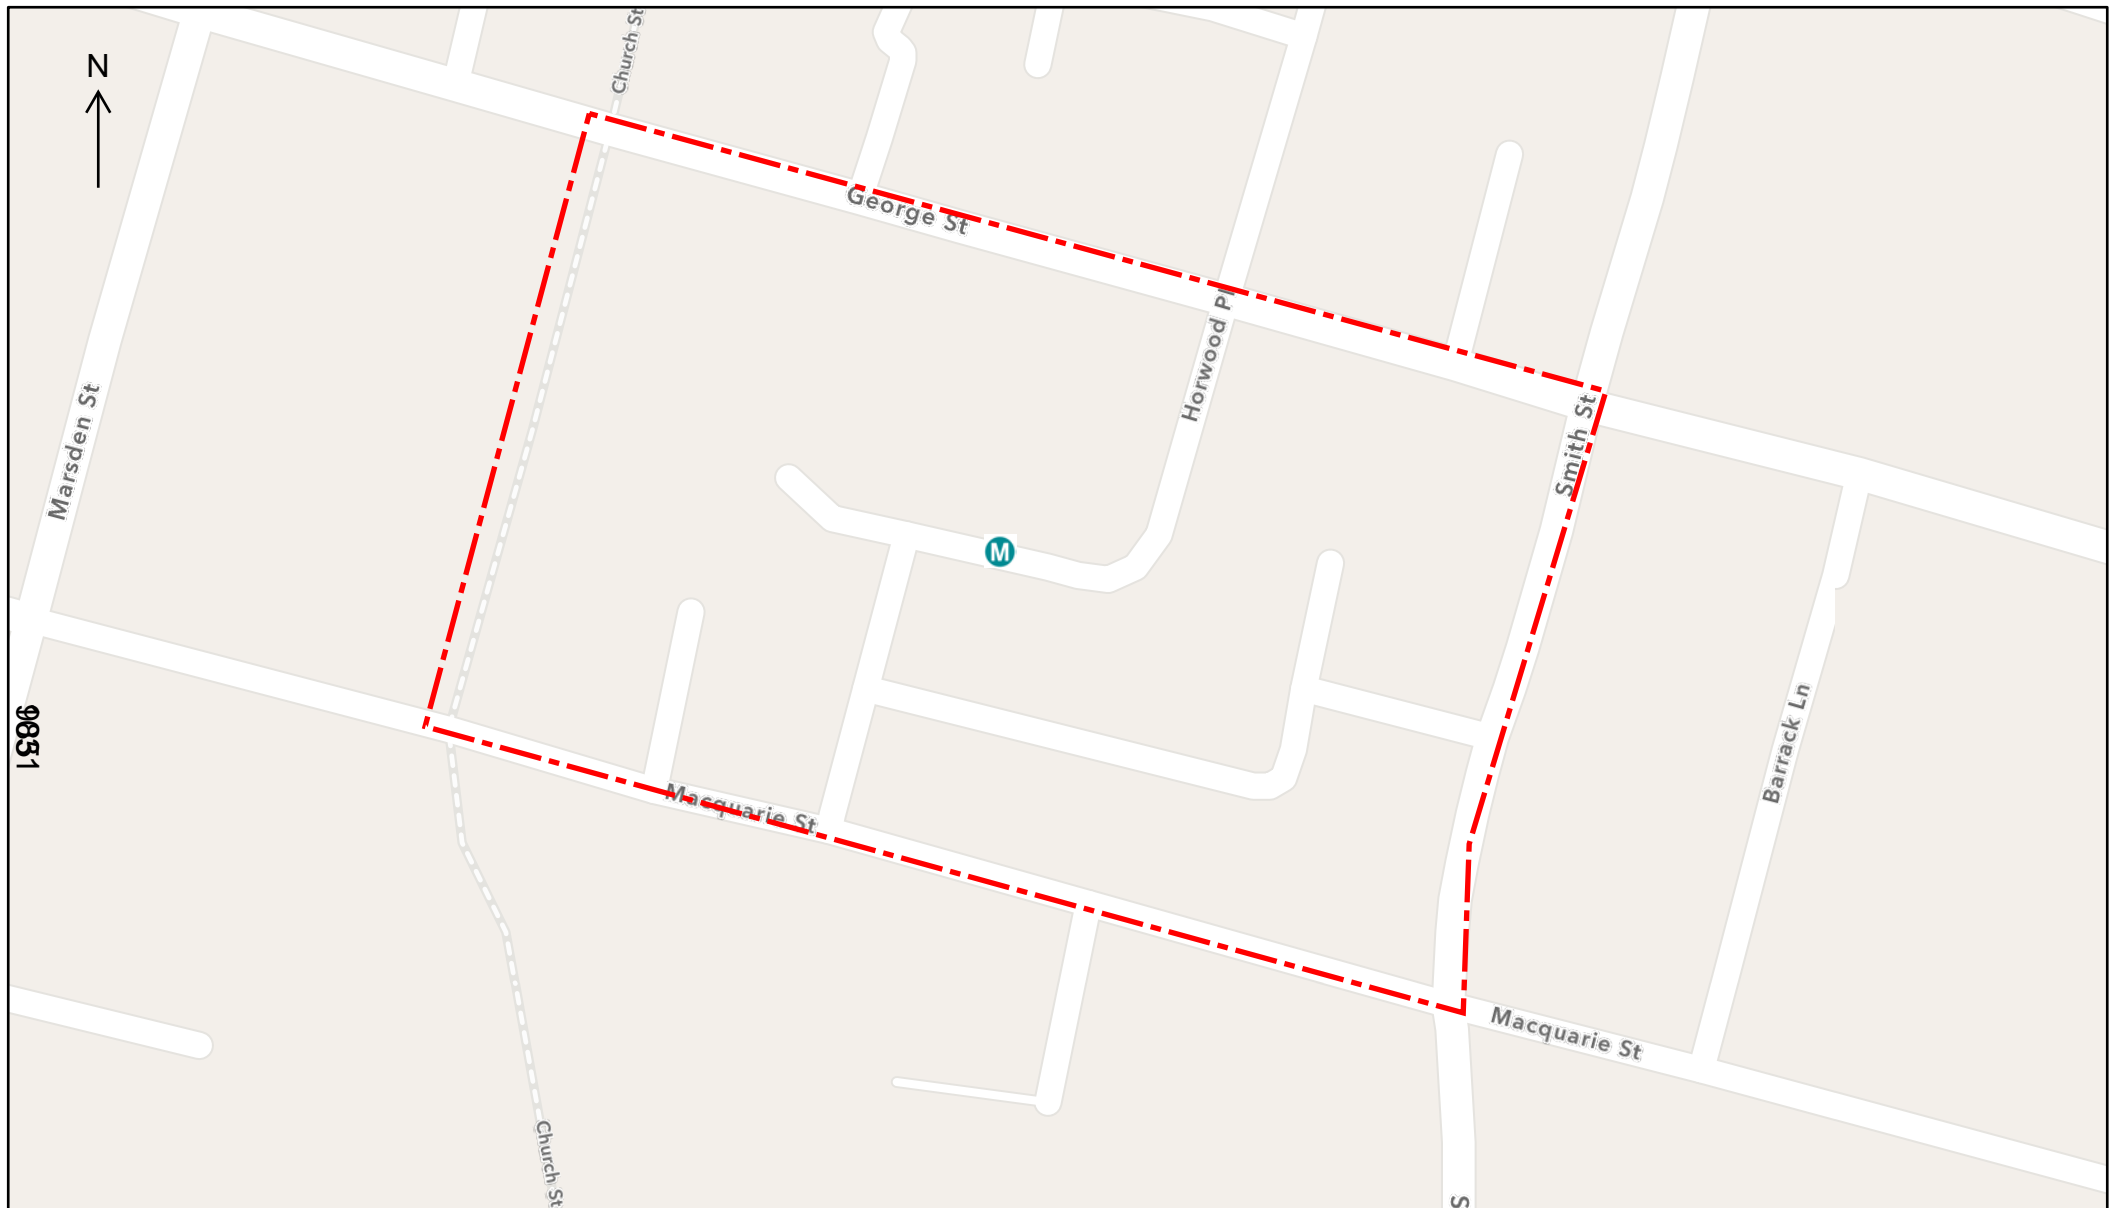 N
Church St
George St
Horwood Pl
Marsden St
Smith St
M
Macquarie St
Barrack Ln
Macquarie St
Church St
S